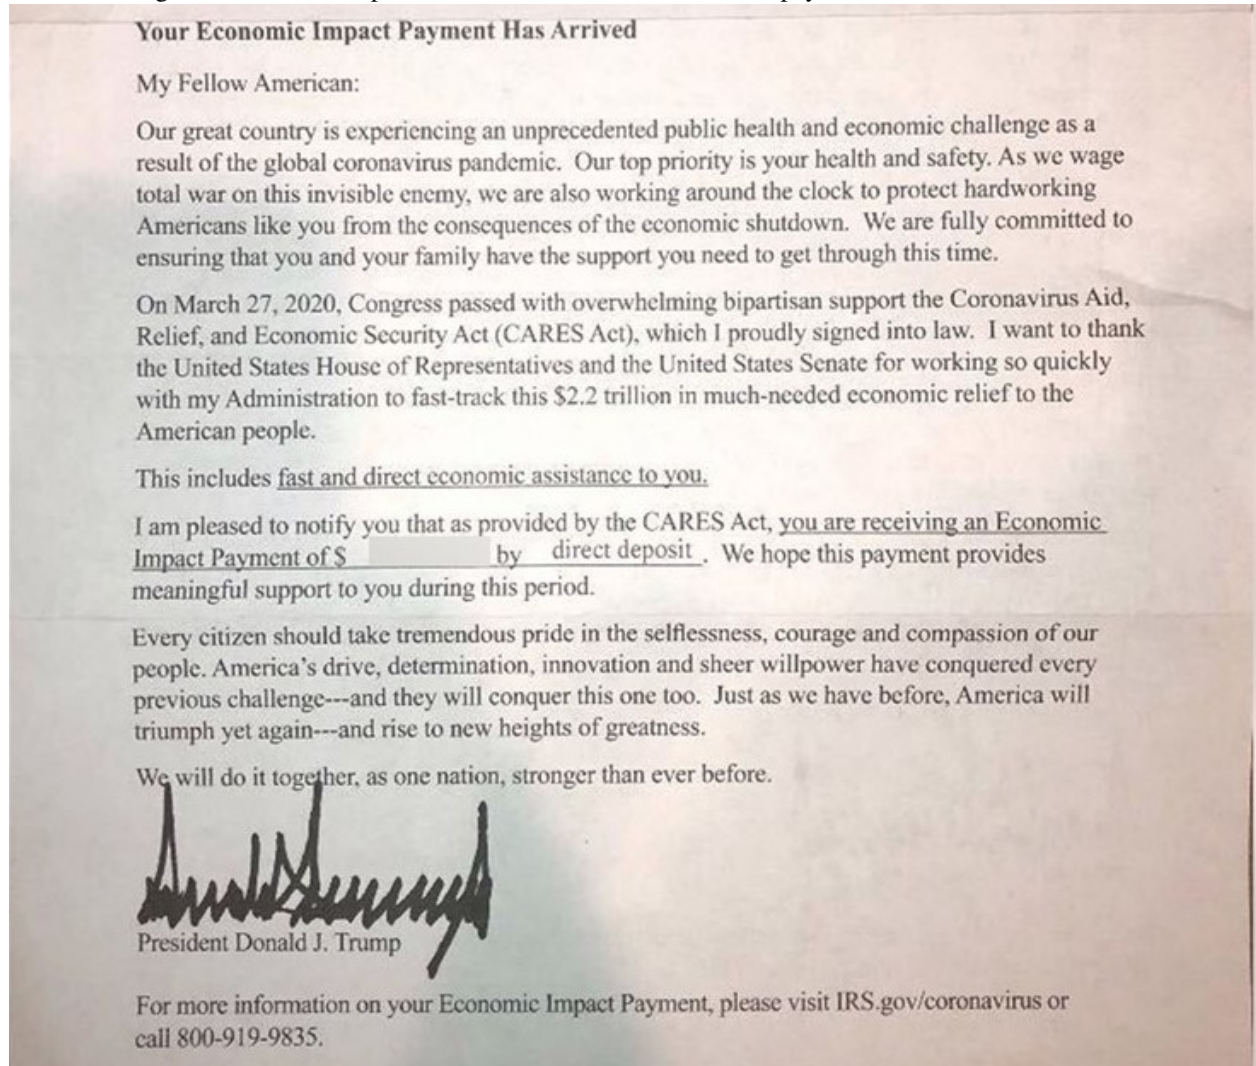 Your Economic Impact Payment Has Arrived
My Fellow American:
Our great country is experiencing an unprecedented public health and economic challenge as a
result of the global coronavirus pandemic. Our top priority is your health and safety. As we wage
total war on this invisible enemy, we are also working around the clock to protect hardworking
Americans like you from the consequences of the economic shutdown. We are fully committed to
ensuring that you and your family have the support you need to get through this time.
On March 27, 2020, Congress passed with overwhelming bipartisan support the Coronavirus Aid,
Relief, and Economic Security Act (CARES Act), which I proudly signed into law. I want to thank
the United States House of Representatives and the United States Senate for working so quickly
with my Administration to fast-track this $2.2 trillion in much-needed economic relief to the
American people.
This includes fast and direct economic assistance to you.
I am pleased to notify you that as provided by the CARES Act, you are receiving an Economic
Impact Payment of $ by direct deposit. We hope this payment provides
meaningful support to you during this period.
Every citizen should take tremendous pride in the selflessness, courage and compassion of our
people. America's drive, determination, innovation and sheer willpower have conquered every
previous challenge---and they will conquer this one too. Just as we have before, America will
triumph yet again---and rise to new heights of greatness.
We will do it together, as one nation, stronger than ever before.
President Donald J. Trump
For more information on your Economic Impact Payment, please visit IRS.gov/coronavirus or
call 800-919-9835.